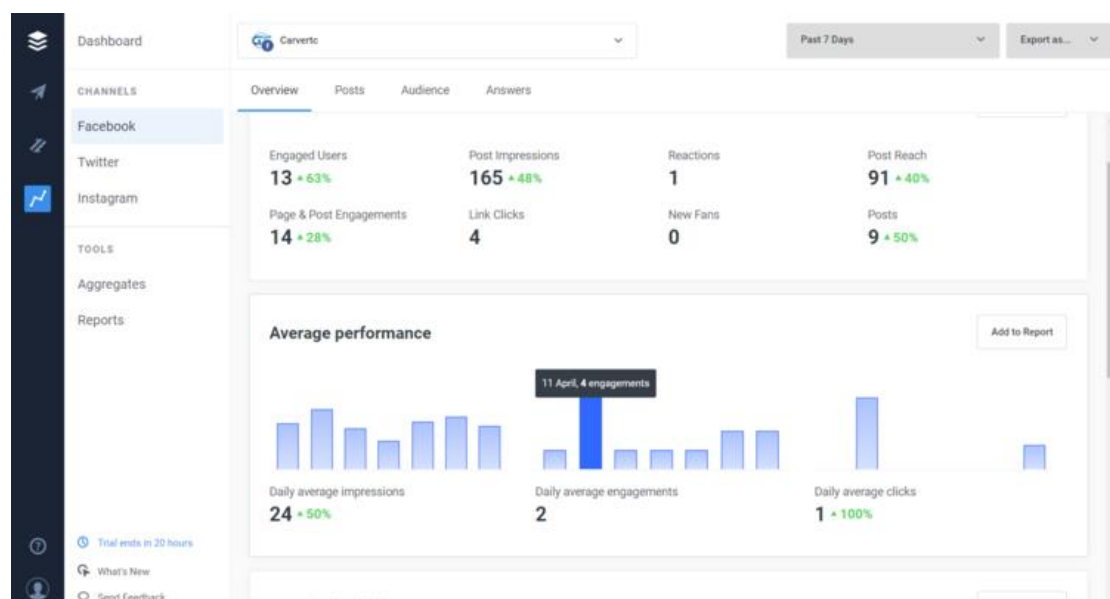 Dashboard
Carvertc
Past 7 Days
Export as...
CHANNELS
Facebook
Twitter
Instagram
TOOLS
Aggregates
Reports
Trial ends in 20 hours
What's New
Send Feedback
Overview Posts Audience Answers
Engaged Users Post Impressions Reactions Post Reach
13 63% 165 48% 1 91 40%
Page & Post Engagements Link Clicks New Fans Posts
14 28% 4 0 9 50%
Average performance
Add to Report
11 April, 4 engagements
Daily average impressions Daily average engagements Daily average clicks
24 50% 2 1 100%